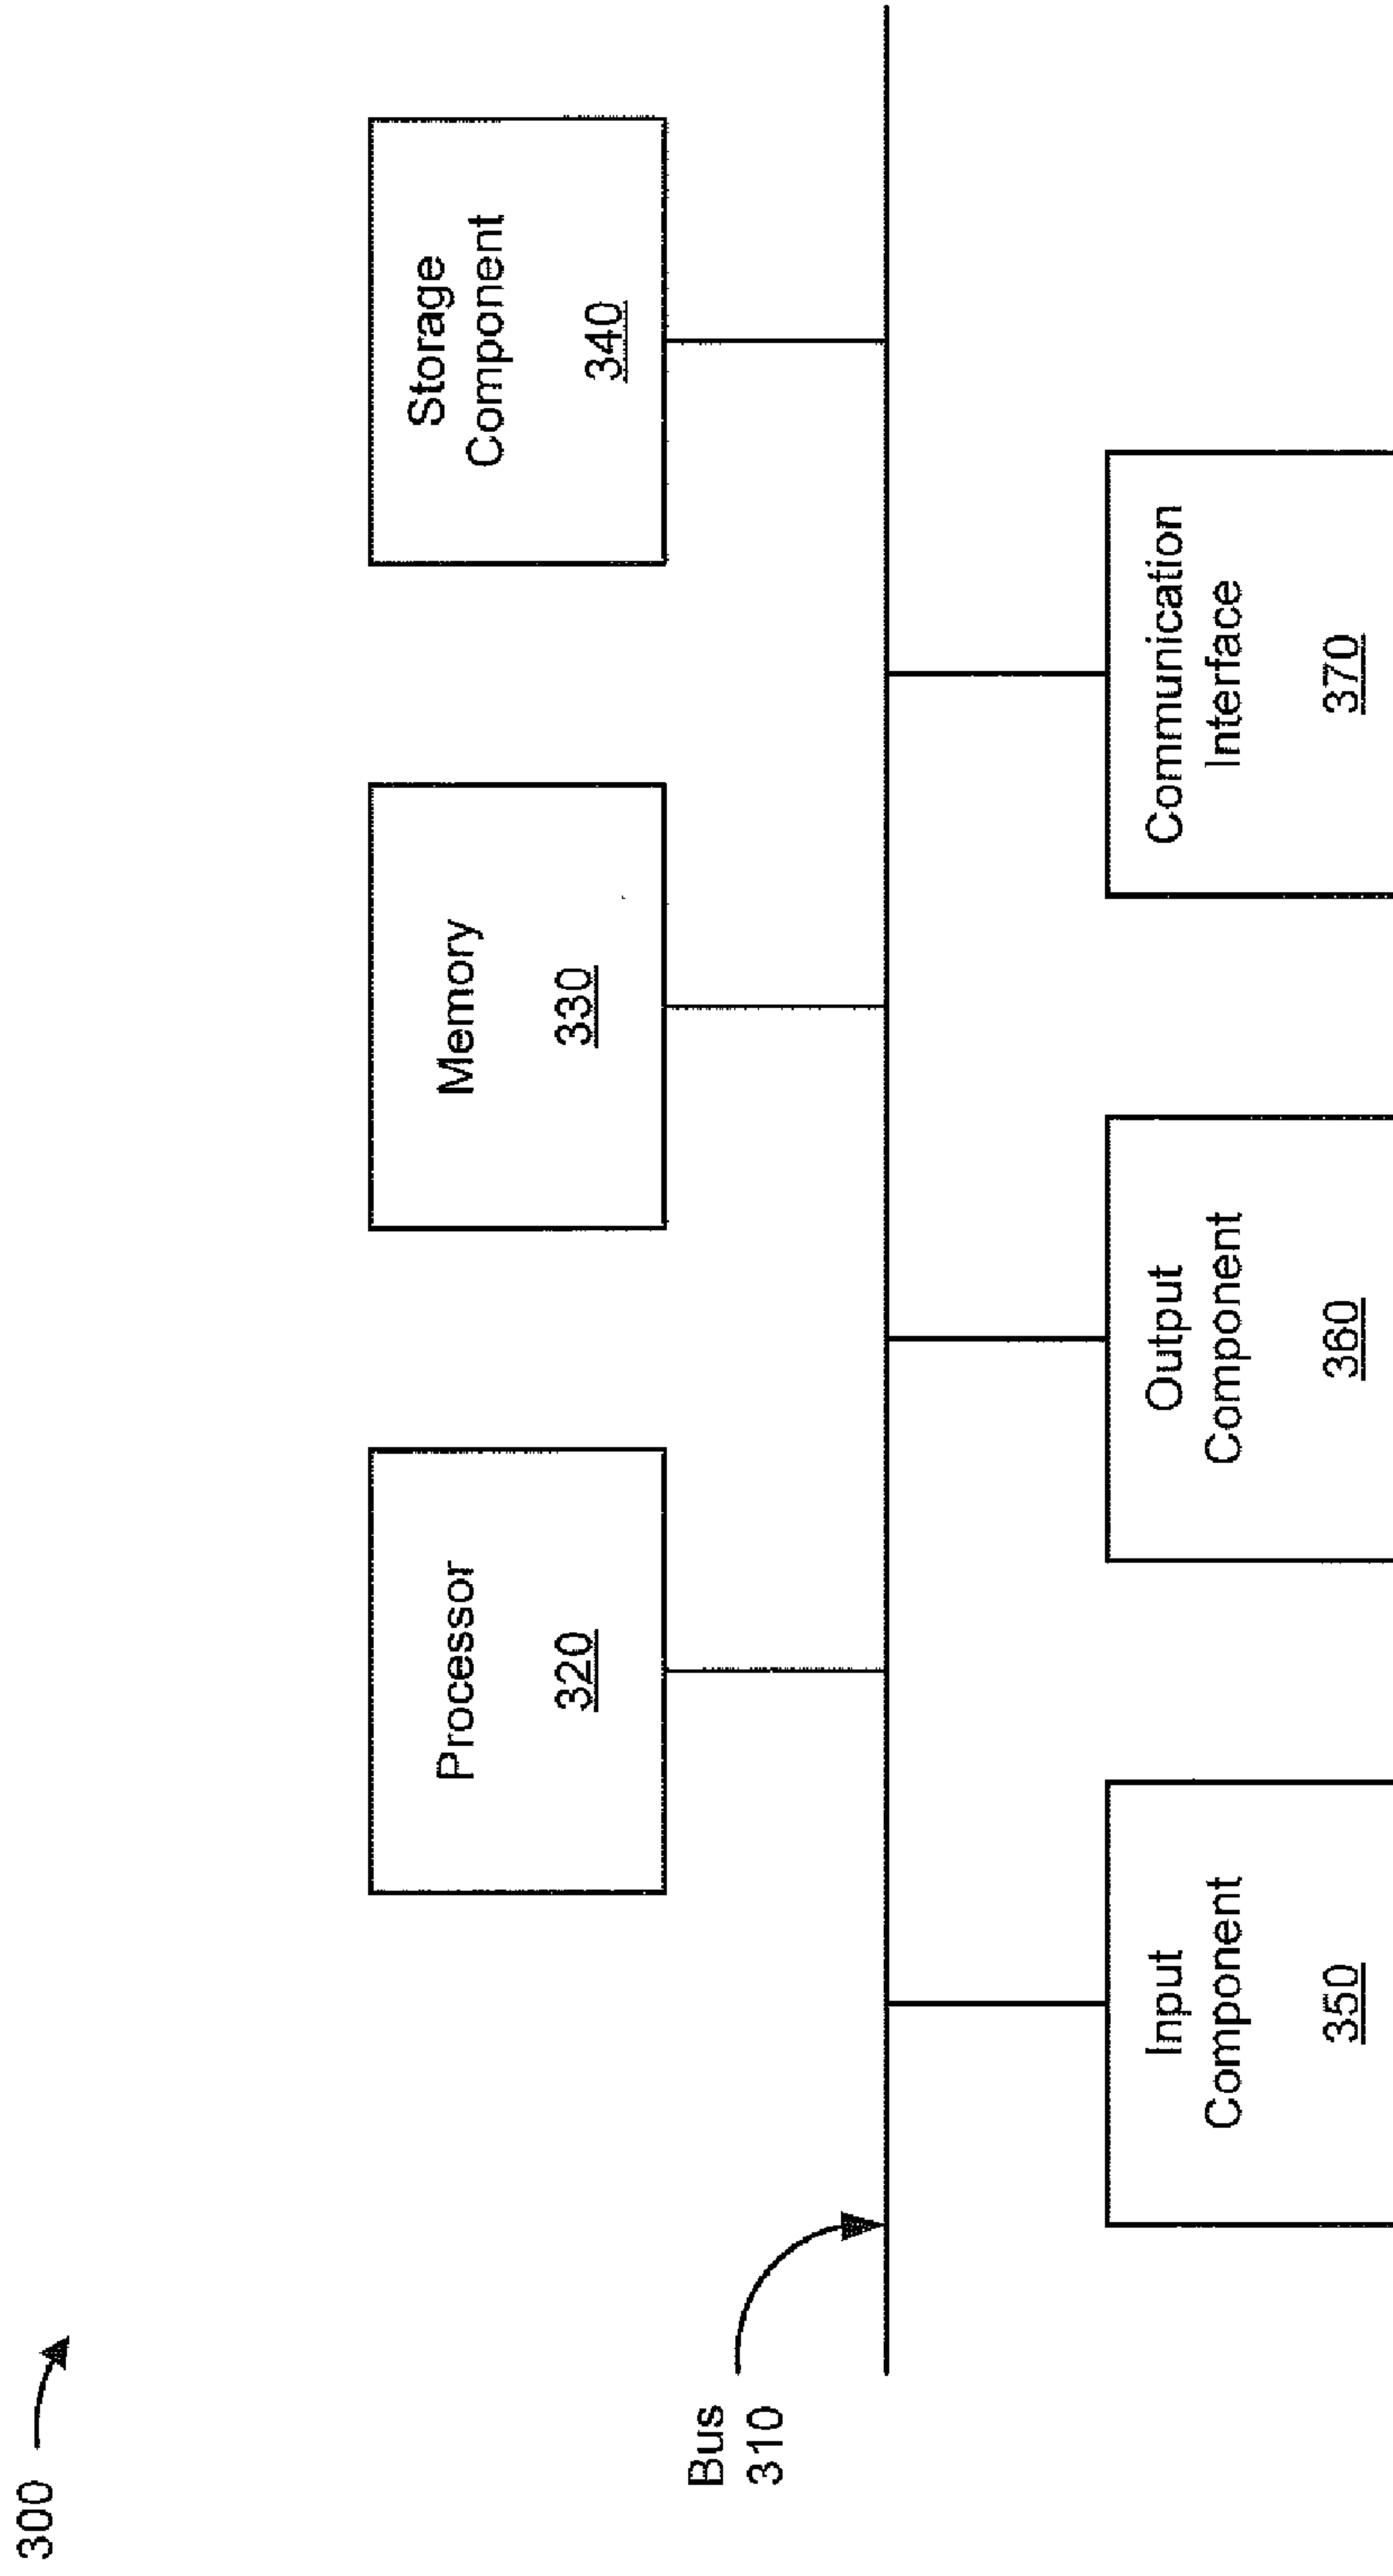 300
Processor
320
Memory
330
Storage
Component
340
Bus
310
Input
Component
350
Output
Component
360
Communication
Interface
370